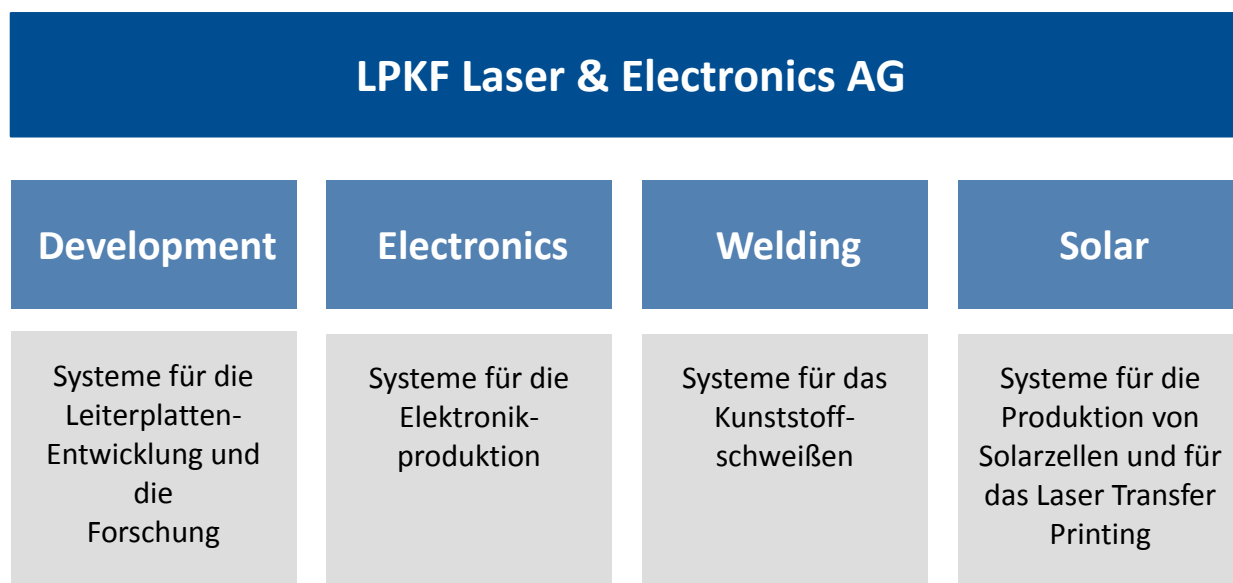 LPKF Laser & Electronics AG
Development
Electronics
Welding
Solar
Systeme für die
Leiterplatten-
Entwicklung und
die
Forschung
Systeme für die
Elektronik-
produktion
Systeme für das
Kunststoff-
schweißen
Systeme für die
Produktion von
Solarzellen und für
das Laser Transfer
Printing